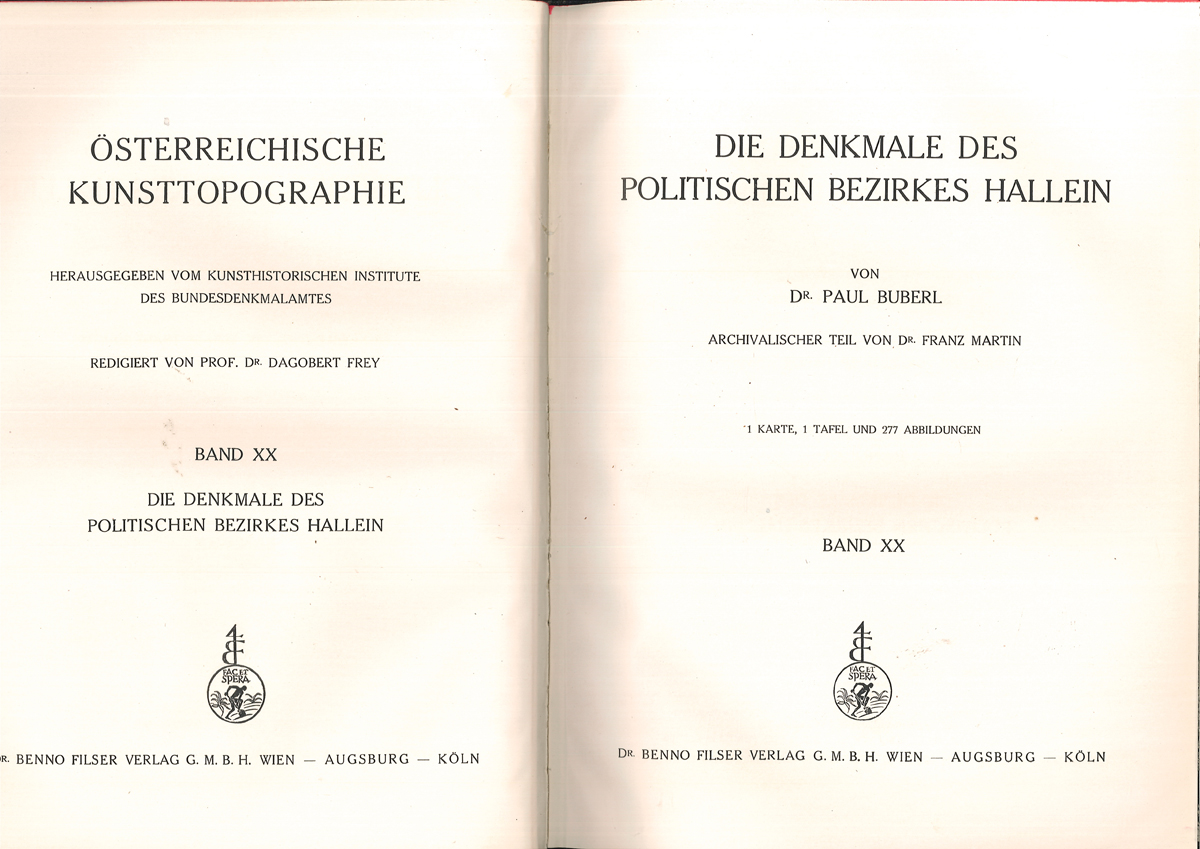 ÖSTERREICHISCHE
KUNSTTOPOGRAPHIE
HERAUSGEGEBEN VOM KUNSTHISTORISCHEN INSTITUTE
DES BUNDESDENKMALAMTES
REDIGIERT VON PROF. DR. DAGOBERT FREY
BAND XX
DIE DENKMALE DES
POLITISCHEN BEZIRKES HALLEIN
FAC ET
SPERA
R. BENNO FILSER VERLAG G. M. B. H. WIEN — AUGSBURG — KÖLN
DIE DENKMALE DES
POLITISCHEN BEZIRKES HALLEIN
VON
DR. PAUL BUBERL
ARCHIVALISCHER TEIL VON DR. FRANZ MARTIN
1 KARTE, 1 TAFEL UND 277 ABBILDUNGEN
BAND XX
FAC ET
SPERA
DR. BENNO FILSER VERLAG G. M. B. H. WIEN — AUGSBURG — KÖLN